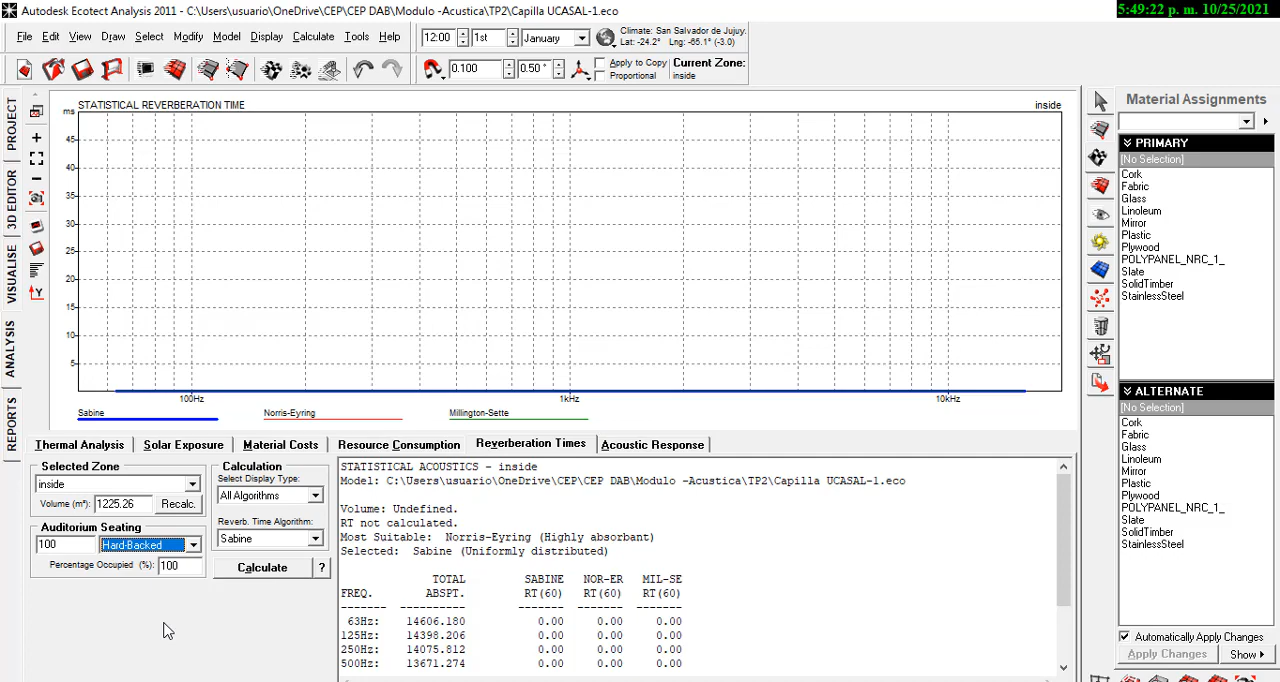 Autodesk Ecotect Analysis 2011 - C:\Users\usuario\OneDrive\CEP\CEP DAB\Modulo -Acustica\TP2\Capilla UCASAL-1.eco
5:49:22 p. m. 10/25/2021
File Edit View Draw Select Modify Model Display Calculate Tools Help
12:00 1st January
Climate: San Salvador de Jujuy,
Lat: -24.2° Lng: -65.1° (-3.0)
0.100 0.50 °
Apply to Copy
Proportional
Current Zone:
inside
PROJECT
3D EDITOR
VISUALISE
ANALYSIS
REPORTS
ms STATISTICAL REVERBERATION TIME inside
45
40
35
30
25
20
15
10
5
100Hz 1kHz 10kHz
Sabine Norris-Eyring Millington-Sette
Thermal Analysis Solar Exposure Material Costs Resource Consumption Reverberation Times Acoustic Response
Selected Zone
inside
Volume (m³): 1225.26 Recalc.
Auditorium Seating
100 Hard-Backed
Percentage Occupied (%): 100
Calculation
Select Display Type:
All Algorithms
Reverb. Time Algorithm:
Sabine
Calculate ?
STATISTICAL ACOUSTICS - inside
Model: C:\Users\usuario\OneDrive\CEP\CEP DAB\Modulo -Acustica\TP2\Capilla UCASAL-1.eco
Volume: Undefined.
RT not calculated.
Most Suitable: Norris-Eyring (Highly absorbant)
Selected: Sabine (Uniformly distributed)
TOTAL SABINE NOR-ER MIL-SE
FREQ. ABSPT. RT(60) RT(60) RT(60)
------- ---------- ------- ------- -------
63Hz: 14606.180 0.00 0.00 0.00
125Hz: 14398.206 0.00 0.00 0.00
250Hz: 14075.812 0.00 0.00 0.00
500Hz: 13671.274 0.00 0.00 0.00
Material Assignments
PRIMARY
[No Selection]
Cork
Fabric
Glass
Linoleum
Mirror
Plastic
Plywood
POLYPANEL_NRC_1_
Slate
SolidTimber
StainlessSteel
ALTERNATE
[No Selection]
Cork
Fabric
Glass
Linoleum
Mirror
Plastic
Plywood
POLYPANEL_NRC_1_
Slate
SolidTimber
StainlessSteel
Automatically Apply Changes
Apply Changes Show